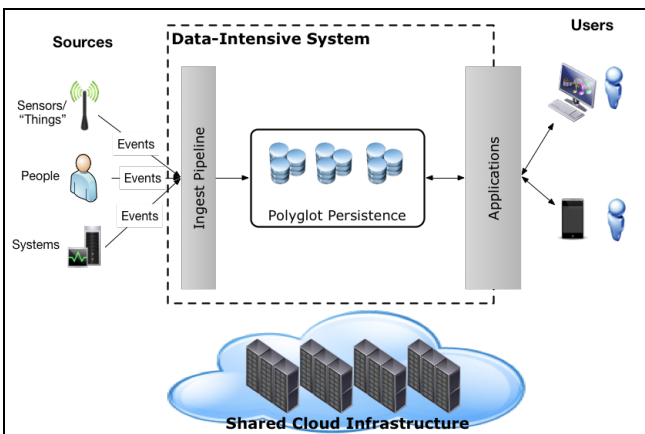 Sources
Data-Intensive System
Users
Sensors/
“Things”
Events
People
Events
Events
Systems
Ingest Pipeline
Polyglot Persistence
Applications
Shared Cloud Infrastructure